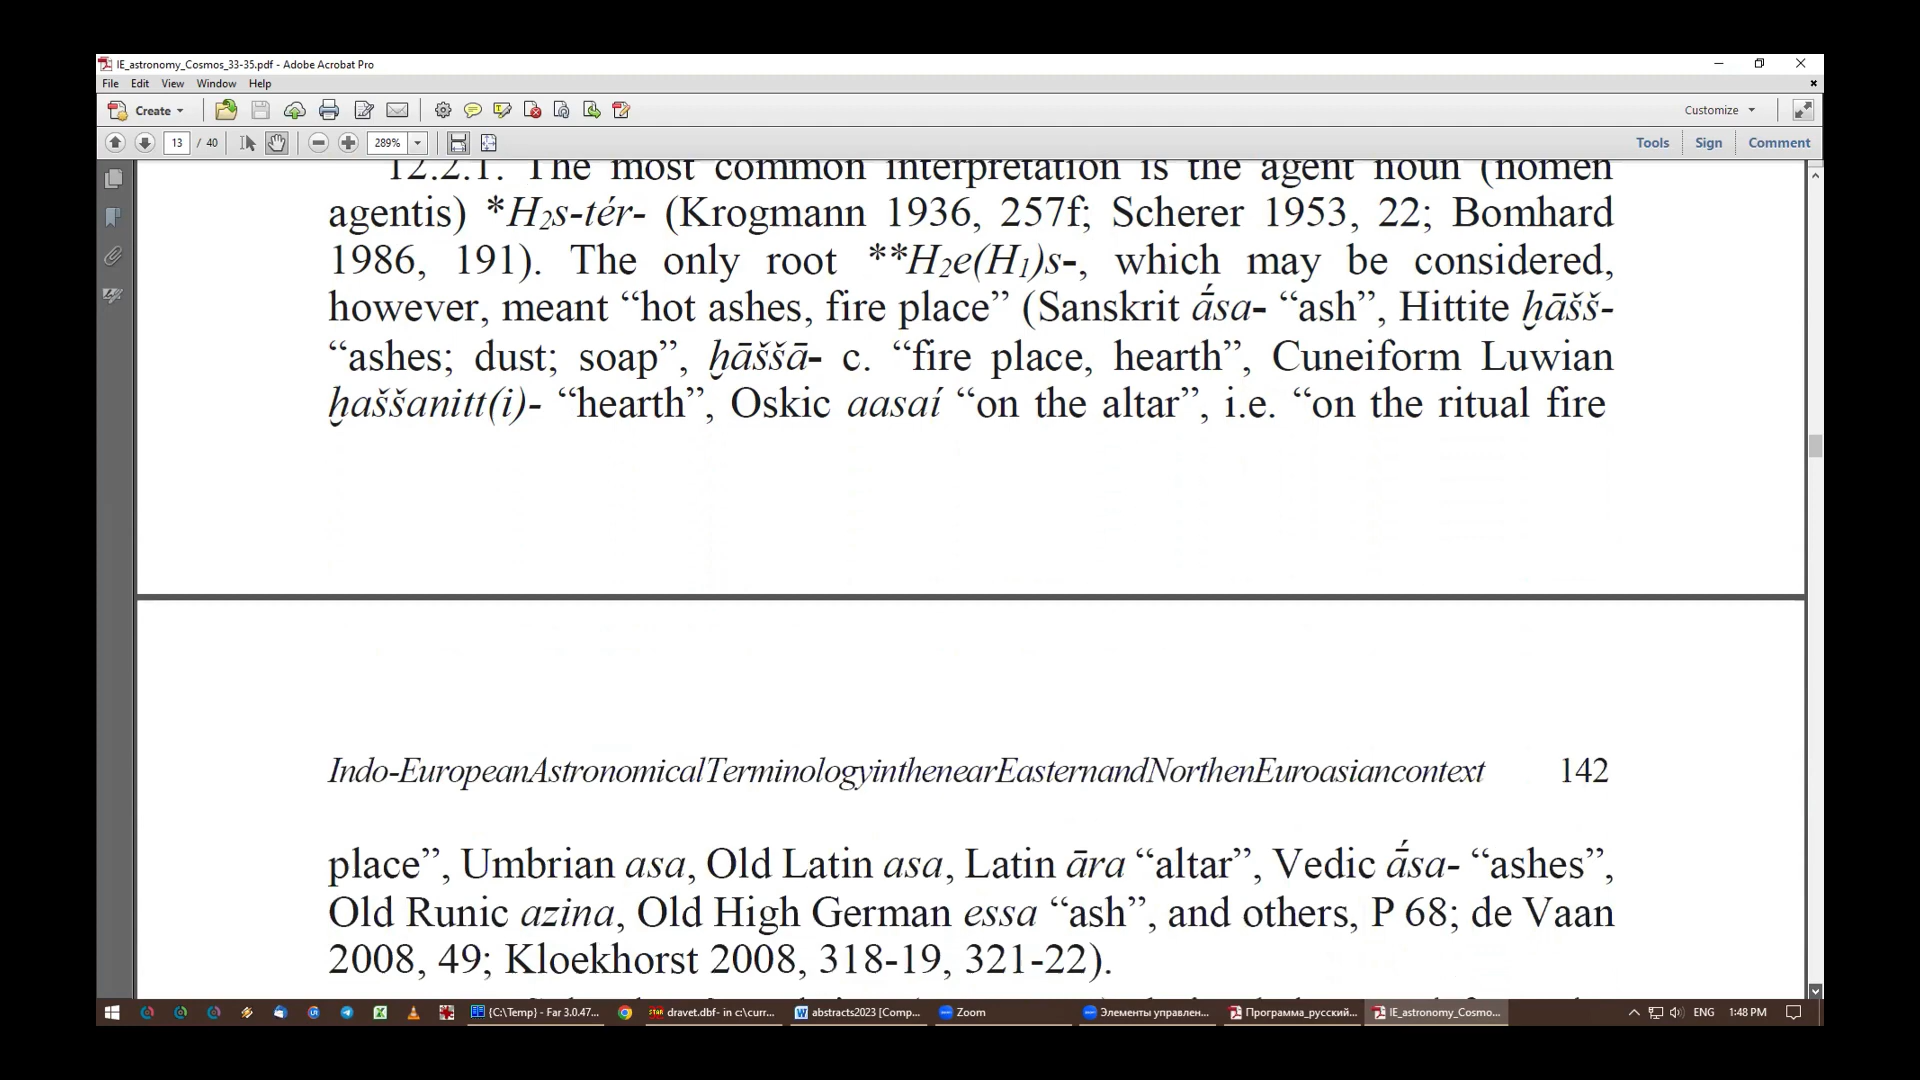 IE_astronomy_Cosmos_33-35.pdf - Adobe Acrobat Pro
File Edit View Window Help
Create Customize
13 / 40 289% Tools Sign Comment
12.2.1. The most common interpretation is the agent noun (nomen
agentis) *H₂s-tér- (Krogmann 1936, 257f; Scherer 1953, 22; Bomhard
1986, 191). The only root **H₂e(H₁)s-, which may be considered,
however, meant “hot ashes, fire place” (Sanskrit ā́sa- “ash”, Hittite ḫāšš-
“ashes; dust; soap”, ḫāššā- c. “fire place, hearth”, Cuneiform Luwian
ḫaššanitt(i)- “hearth”, Oskic aasaí “on the altar”, i.e. “on the ritual fire
Indo-EuropeanAstronomicalTerminologyinthenearEasternandNorthenEuroasiancontext 142
place”, Umbrian asa, Old Latin asa, Latin āra “altar”, Vedic ā́sa- “ashes”,
Old Runic azina, Old High German essa “ash”, and others, P 68; de Vaan
2008, 49; Kloekhorst 2008, 318-19, 321-22).
{C:\Temp} - Far 3.0.47... dravet.dbf- in c:\curr... abstracts2023 [Comp... Zoom Элементы управлен... Программа_русский... IE_astronomy_Cosmo... ENG 1:48 PM